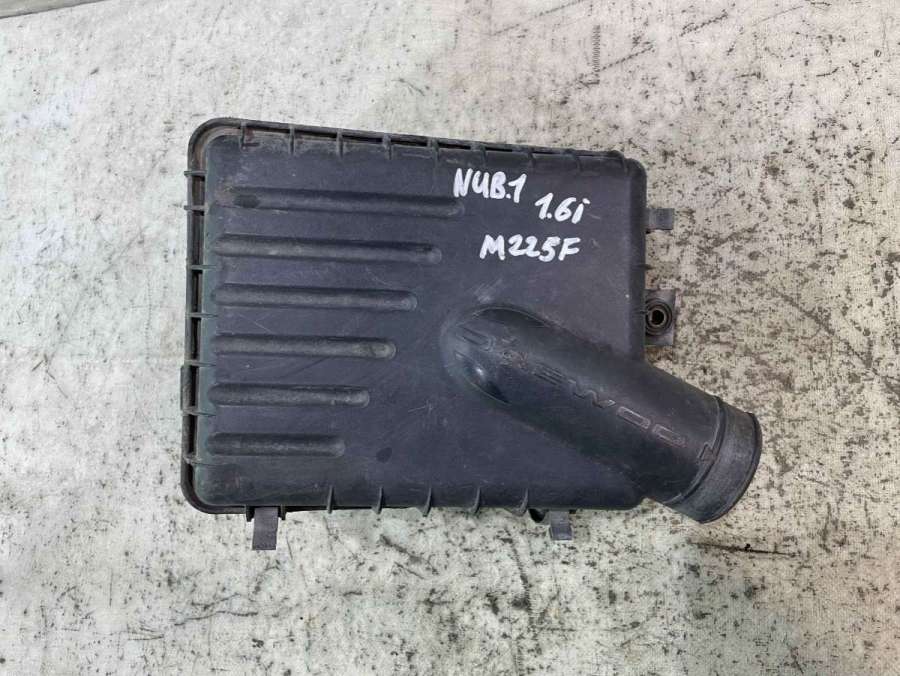 NUB.1
1.6i
M225F
DAEWOO